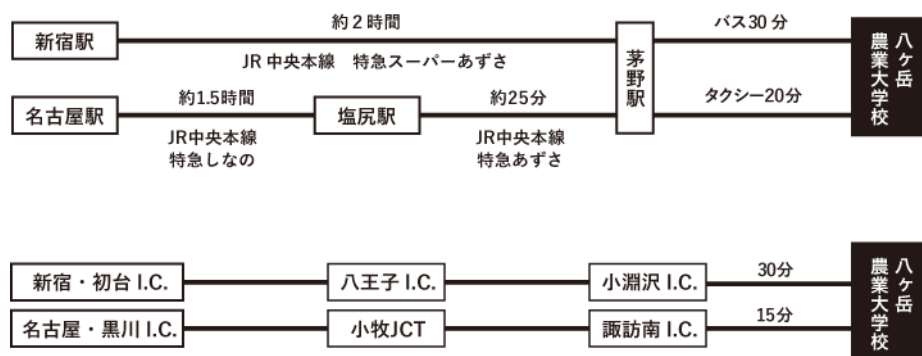 約２時間
バス30 分
新宿駅
JR 中央本線　特急スーパーあずさ
茅野駅
八ヶ岳
農業大学校
約1.5時間
約25分
タクシー20分
名古屋駅
塩尻駅
JR中央本線
特急しなの
JR中央本線
特急あずさ
新宿・初台 I.C.
八王子 I.C.
小淵沢 I.C.
30分
八ヶ岳
農業大学校
名古屋・黒川 I.C.
小牧JCT
諏訪南 I.C.
15分